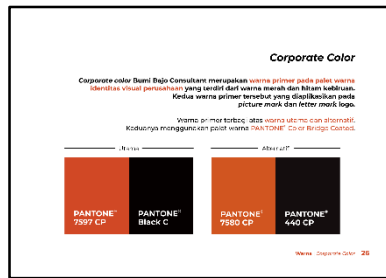 Corporate Color
Corporate color Bumi Bajo Consultant merupakan warna primer pada palet warna
identitas visual perusahaan yang terdiri dari warna merah dan hitam kebiruan.
Kedua warna primer tersebut yang diaplikasikan pada
picture mark dan letter mark logo.
Warna primer terbagi atas warna utama dan alternatif.
Keduanya menggunakan palet warna PANTONE® Color Bridge Coated.
Utama
Alternatif
PANTONE®
7597 CP
PANTONE®
Black C
PANTONE®
7580 CP
PANTONE®
440 CP
Warna Corporate Color 26